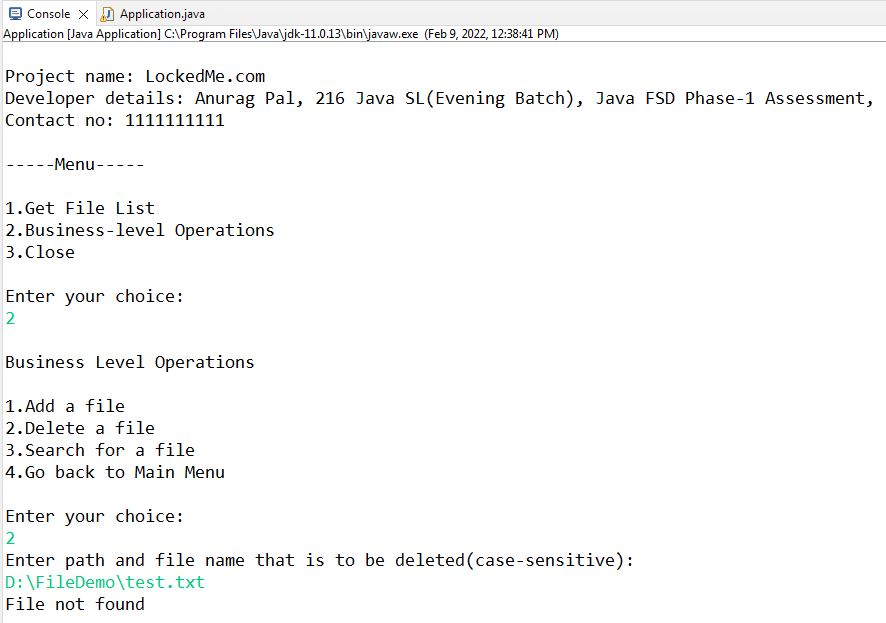 Console
Application.java
Application [Java Application] C:\Program Files\Java\jdk-11.0.13\bin\javaw.exe (Feb 9, 2022, 12:38:41 PM)
Project name: LockedMe.com
Developer details: Anurag Pal, 216 Java SL(Evening Batch), Java FSD Phase-1 Assessment,
Contact no: 1111111111
-----Menu-----
1.Get File List
2.Business-level Operations
3.Close
Enter your choice:
2
Business Level Operations
1.Add a file
2.Delete a file
3.Search for a file
4.Go back to Main Menu
Enter your choice:
2
Enter path and file name that is to be deleted(case-sensitive):
D:\FileDemo\test.txt
File not found